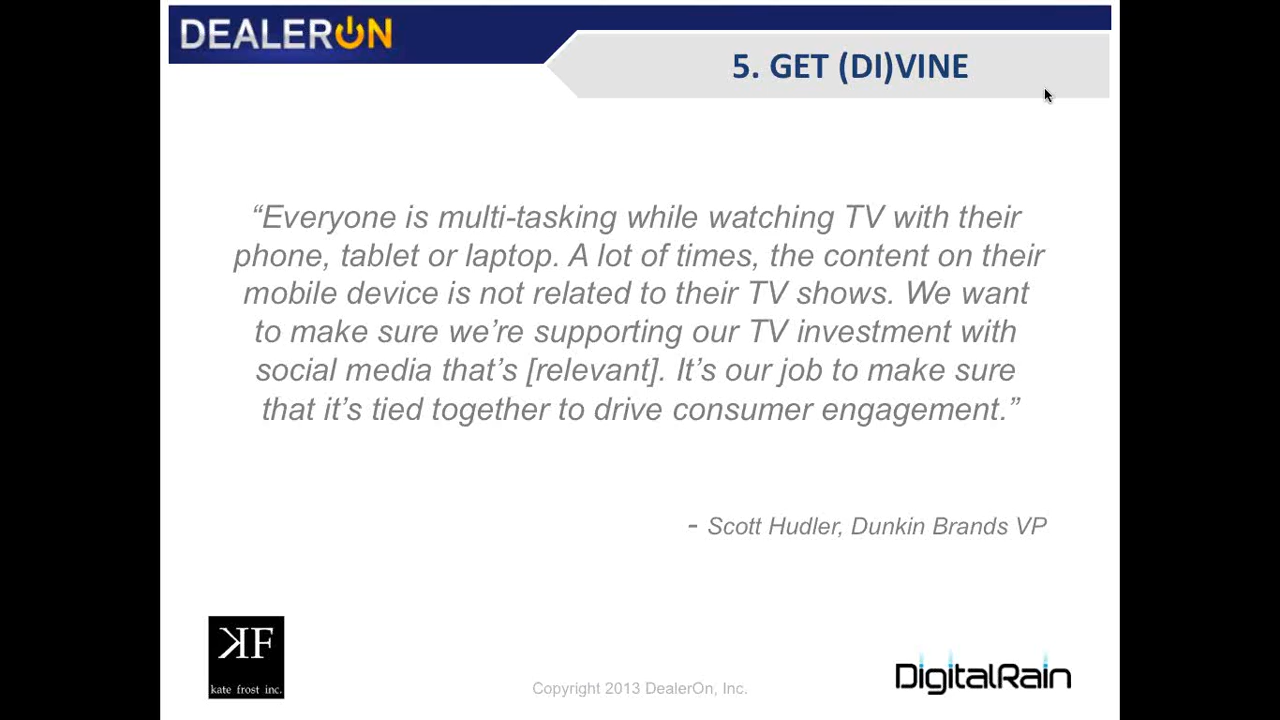 DEALERON
5. GET (DI)VINE
“Everyone is multi-tasking while watching TV with their
phone, tablet or laptop. A lot of times, the content on their
mobile device is not related to their TV shows. We want
to make sure we’re supporting our TV investment with
social media that’s [relevant]. It’s our job to make sure
that it’s tied together to drive consumer engagement.”
- Scott Hudler, Dunkin Brands VP
KF
kate frost inc.
Copyright 2013 DealerOn, Inc.
DigitalRain